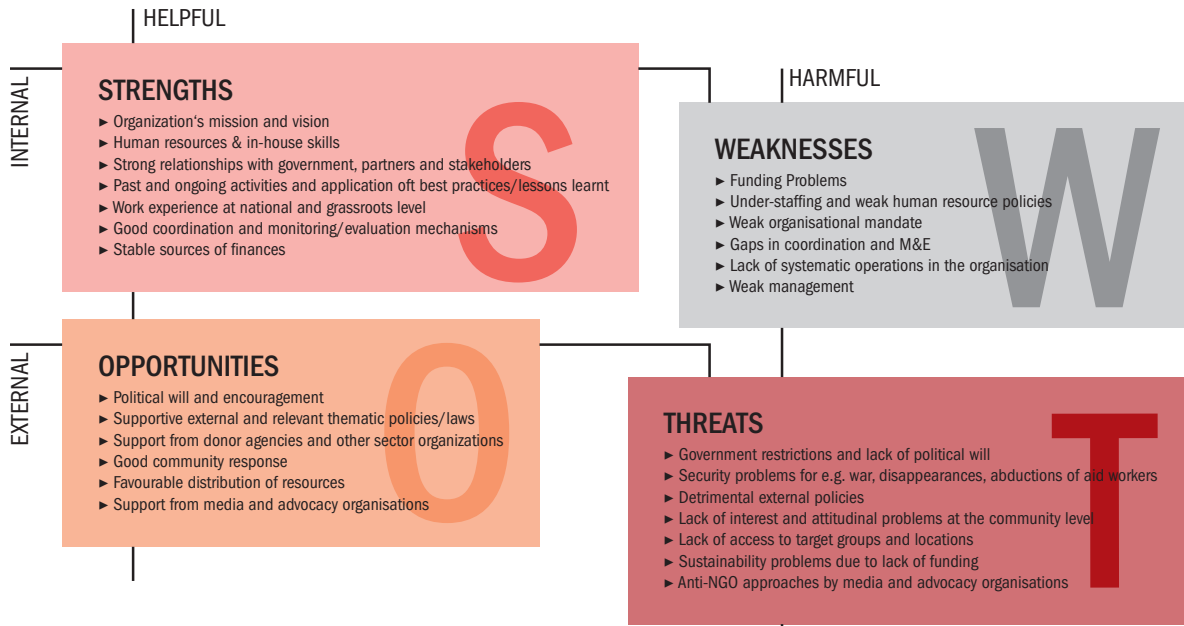 HELPFUL
INTERNAL
STRENGTHS
► Organization‘s mission and vision
► Human resources & in-house skills
► Strong relationships with government, partners and stakeholders
► Past and ongoing activities and application oft best practices/lessons learnt
► Work experience at national and grassroots level
► Good coordination and monitoring/evaluation mechanisms
► Stable sources of finances
S
HARMFUL
WEAKNESSES
► Funding Problems
► Under-staffing and weak human resource policies
► Weak organisational mandate
► Gaps in coordination and M&E
► Lack of systematic operations in the organisation
► Weak management
W
EXTERNAL
OPPORTUNITIES
► Political will and encouragement
► Supportive external and relevant thematic policies/laws
► Support from donor agencies and other sector organizations
► Good community response
► Favourable distribution of resources
► Support from media and advocacy organisations
O
THREATS
► Government restrictions and lack of political will
► Security problems for e.g. war, disappearances, abductions of aid workers
► Detrimental external policies
► Lack of interest and attitudinal problems at the community level
► Lack of access to target groups and locations
► Sustainability problems due to lack of funding
► Anti-NGO approaches by media and advocacy organisations
T